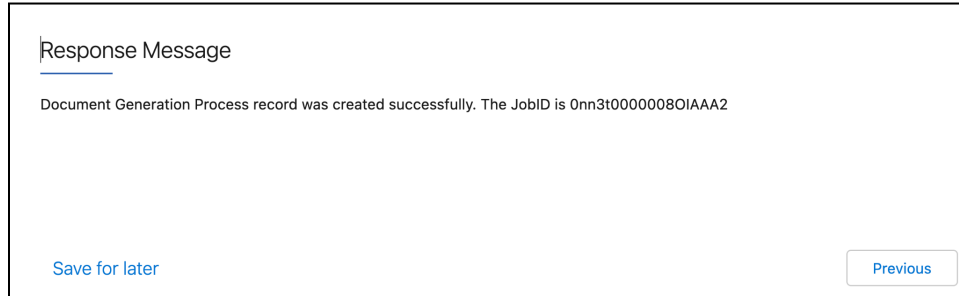 Response Message
Document Generation Process record was created successfully. The JobID is 0nn3t0000008OIAAA2
Save for later
Previous